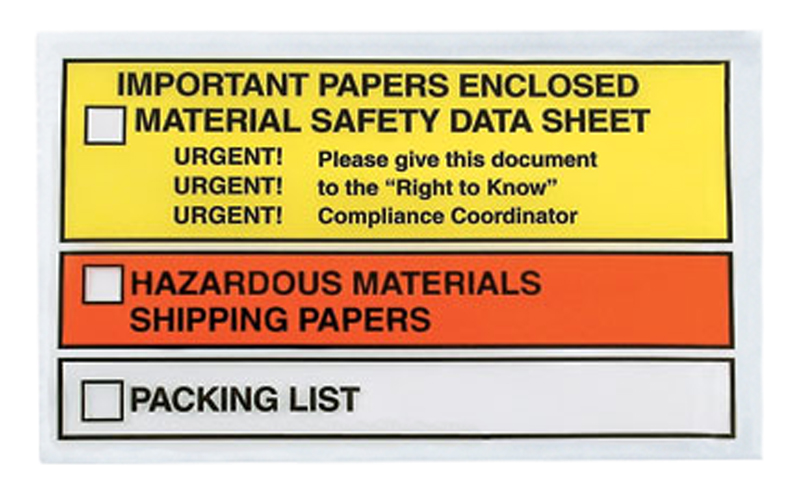 IMPORTANT PAPERS ENCLOSED
MATERIAL SAFETY DATA SHEET
URGENT! Please give this document
URGENT! to the “Right to Know”
URGENT! Compliance Coordinator
HAZARDOUS MATERIALS
SHIPPING PAPERS
PACKING LIST